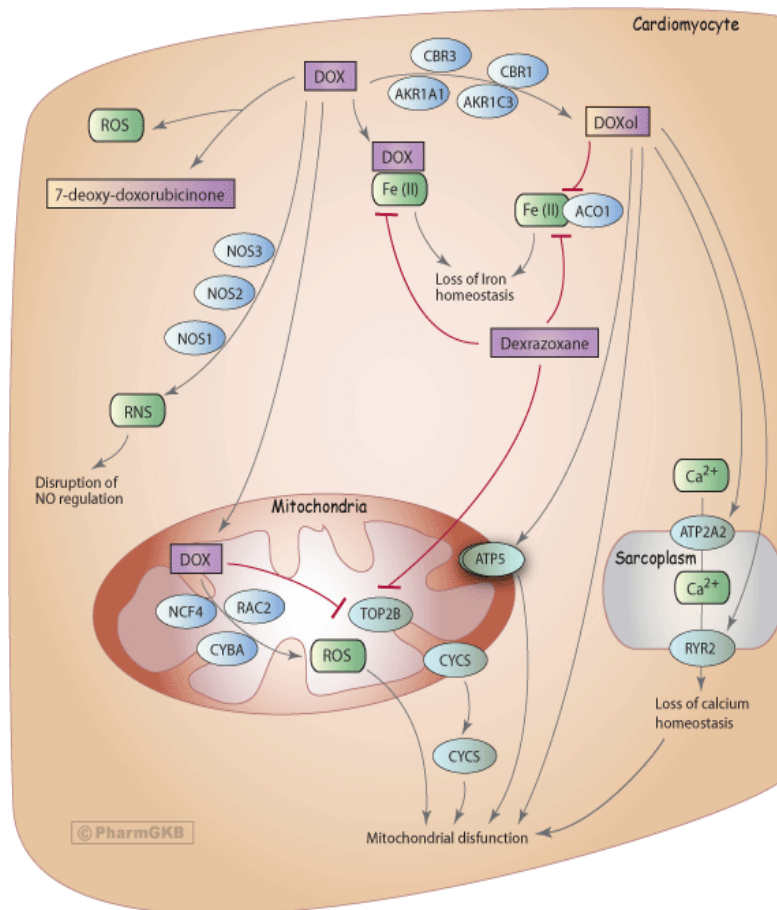 Cardiomyocyte
CBR3
DOX
CBR1
AKR1A1
AKR1C3
ROS
DOXol
DOX
7-deoxy-doxorubicinone
Fe (II)
Fe (II)
ACO1
NOS3
Loss of Iron
homeostasis
NOS2
NOS1
Dexrazoxane
RNS
Ca2+
Disruption of
NO regulation
Mitochondria
ATP2A2
DOX
ATP5
Sarcoplasm
Ca2+
NCF4
RAC2
TOP2B
CYBA
ROS
CYCS
RYR2
Loss of calcium
homeostasis
CYCS
© PharmGKB
Mitochondrial disfunction